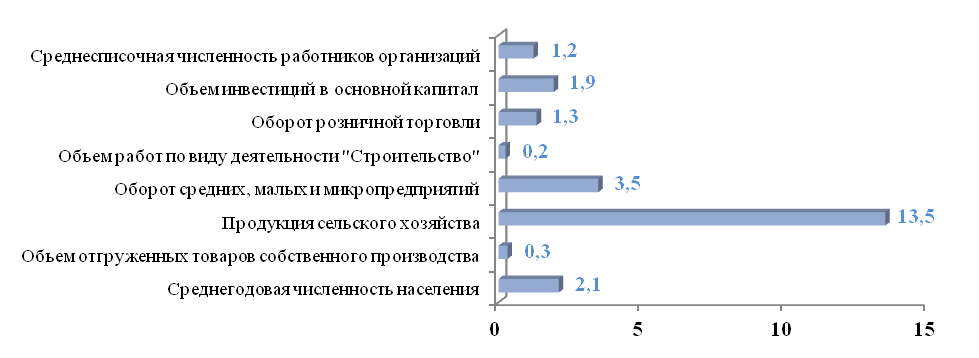 Среднесписочная численность работников организаций 1,2
Объем инвестиций в основной капитал 1,9
Оборот розничной торговли 1,3
Объем работ по виду деятельности "Строительство" 0,2
Оборот средних, малых и микропредприятий 3,5
Продукция сельского хозяйства 13,5
Объем отгруженных товаров собственного производства 0,3
Среднегодовая численность населения 2,1
0 5 10 15